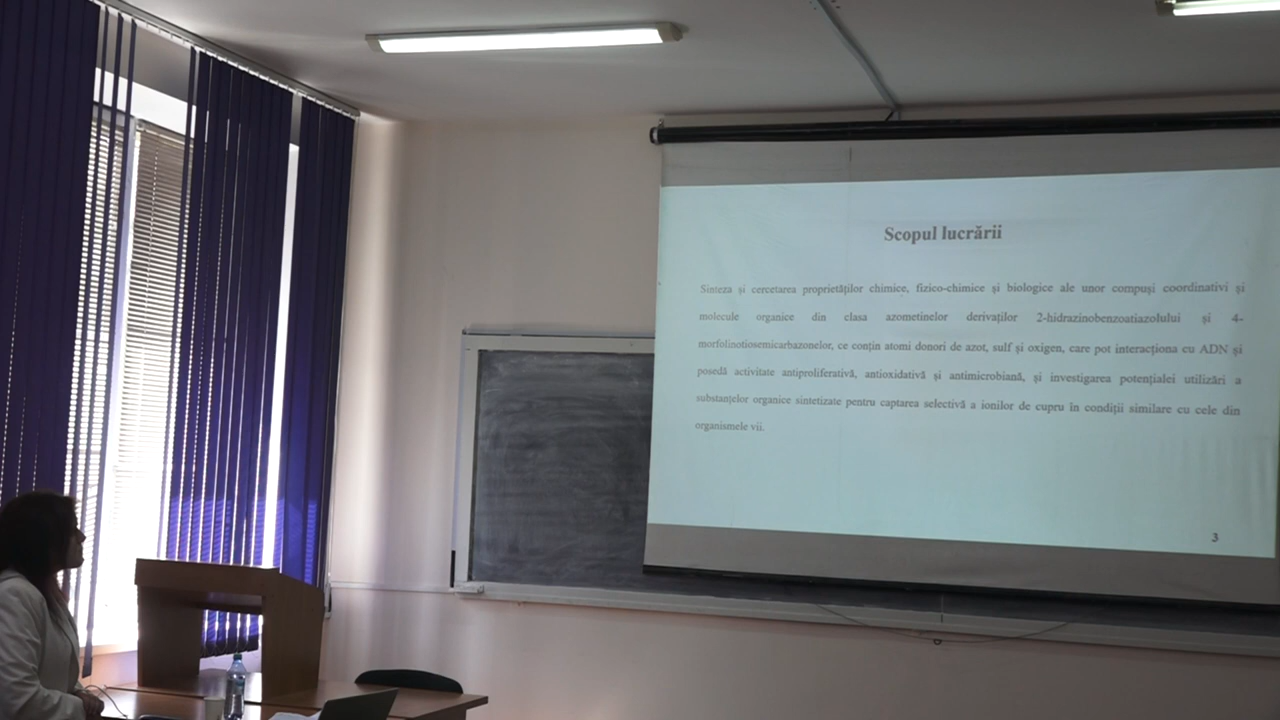 Scopul lucrării
Sinteza și cercetarea proprietăților chimice, fizico-chimice și biologice ale unor compuși coordinativi și
molecule organice din clasa azometinelor derivaților 2-hidrazinobenzoatiazolului și 4-
morfolinotiosemicarbazonelor, ce conțin atomi donori de azot, sulf și oxigen, care pot interacționa cu ADN și
posedă activitate antiproliferativă, antioxidativă și antimicrobiană, și investigarea potențialei utilizări a
substanțelor organice sintetizate pentru captarea selectivă a ionilor de cupru în condiții similare cu cele din
organismele vii.
3